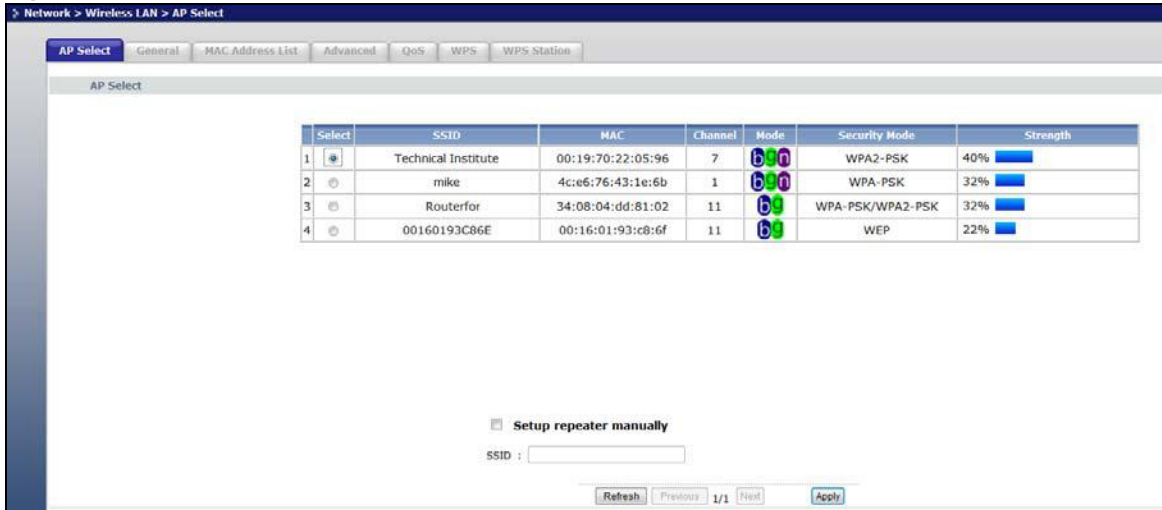 Network > Wireless LAN > AP Select
AP Select General MAC Address List Advanced QoS WPS WPS Station
AP Select
Select SSID MAC Channel Mode Security Mode Strength
1 Technical Institute 00:19:70:22:05:96 7 bgn WPA2-PSK 40%
2 mike 4c:e6:76:43:1e:6b 1 bgn WPA-PSK 32%
3 Routerfor 34:08:04:dd:81:02 11 bg WPA-PSK/WPA2-PSK 32%
4 00160193C86E 00:16:01:93:c8:6f 11 bg WEP 22%
Setup repeater manually
SSID :
Refresh Previous 1/1 Next Apply